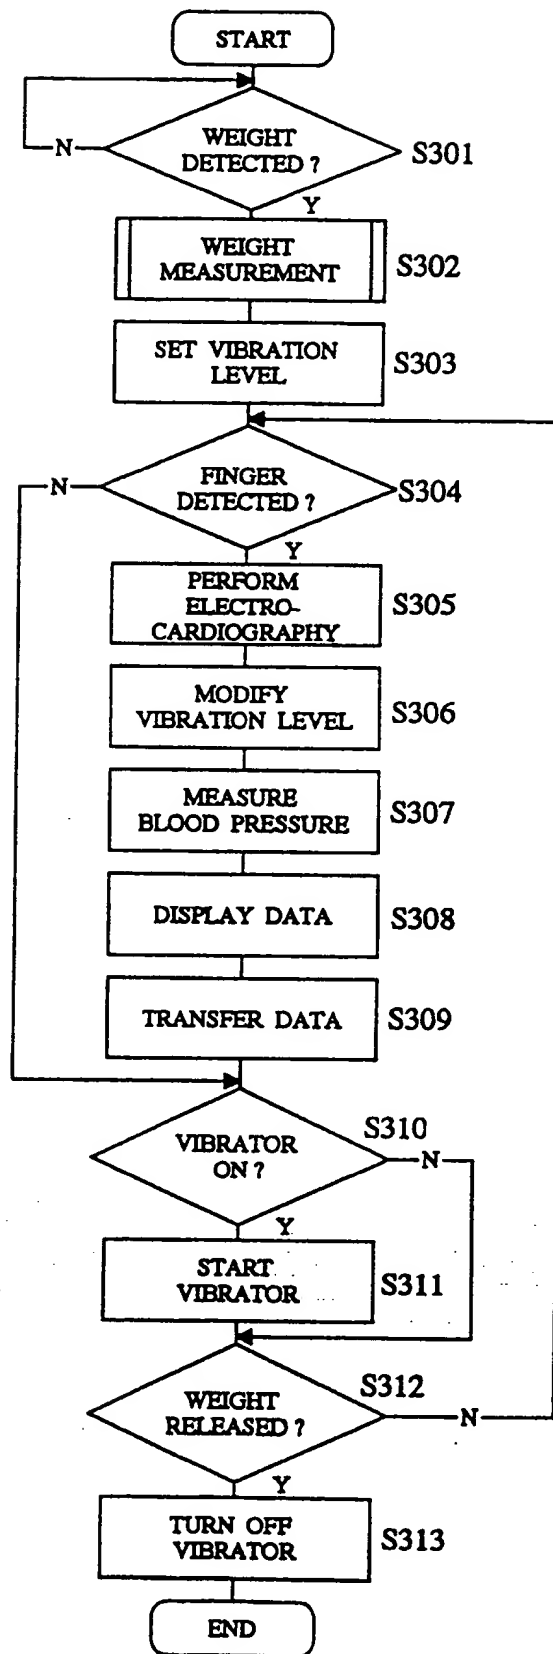 START
N
WEIGHT
DETECTED ?
S301
Y
WEIGHT
MEASUREMENT
S302
SET VIBRATION
LEVEL
S303
N
FINGER
DETECTED ?
S304
Y
PERFORM
ELECTRO-
CARDIOGRAPHY
S305
MODIFY
VIBRATION LEVEL
S306
MEASURE
BLOOD PRESSURE
S307
DISPLAY DATA
S308
TRANSFER DATA
S309
VIBRATOR
ON ?
S310
N
Y
START
VIBRATOR
S311
WEIGHT
RELEASED ?
S312
N
Y
TURN OFF
VIBRATOR
S313
END